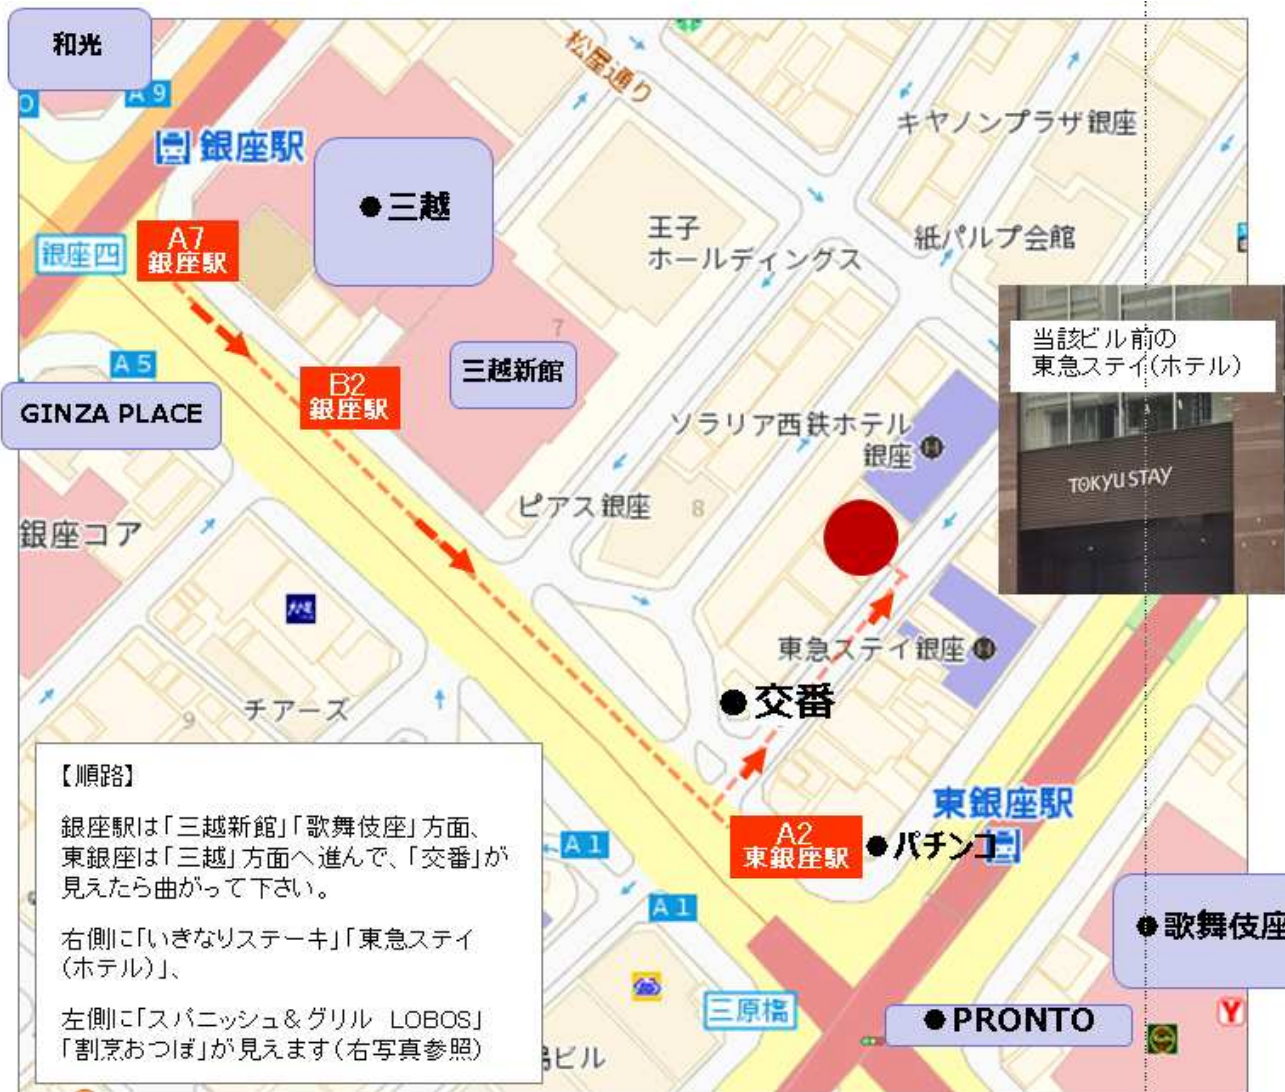 和光
A 9
松屋通り
キヤノンプラザ銀座
銀座駅
●三越
王子
ホールディングス
紙パルプ会館
銀座四
A7
銀座駅
当該ビル前の
東急ステイ(ホテル)
7
A 5
三越新館
B2
銀座駅
GINZA PLACE
ソラリア西鉄ホテル
銀座
H
TOKYU STAY
ピアス銀座
8
銀座コア
東急ステイ銀座
H
●交番
チアーズ
9
【順路】
銀座駅は「三越新館」「歌舞伎座」方面、
東銀座は「三越」方面へ進んで、「交番」が
見えたら曲がって下さい。
右側に「いきなりステーキ」「東急ステイ
(ホテル)」、
左側に「スパニッシュ&グリル LOBOS」
「割烹おつぼ」が見えます(右写真参照)
東銀座駅
A2
東銀座駅
●パチンコ
A 1
A 1
●歌舞伎座
三原橋
●PRONTO
Y
ビル